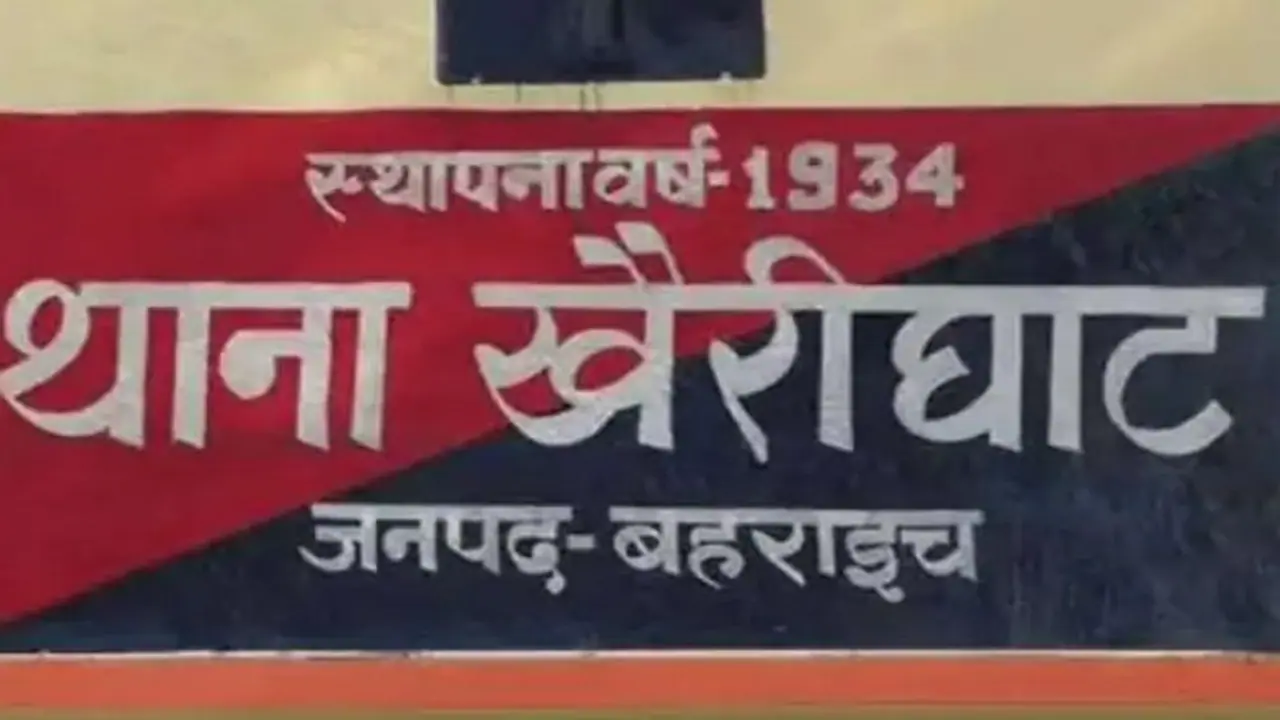 स्थापना वर्ष-1934
थाना खैरीघाट
जनपद-बहराइच